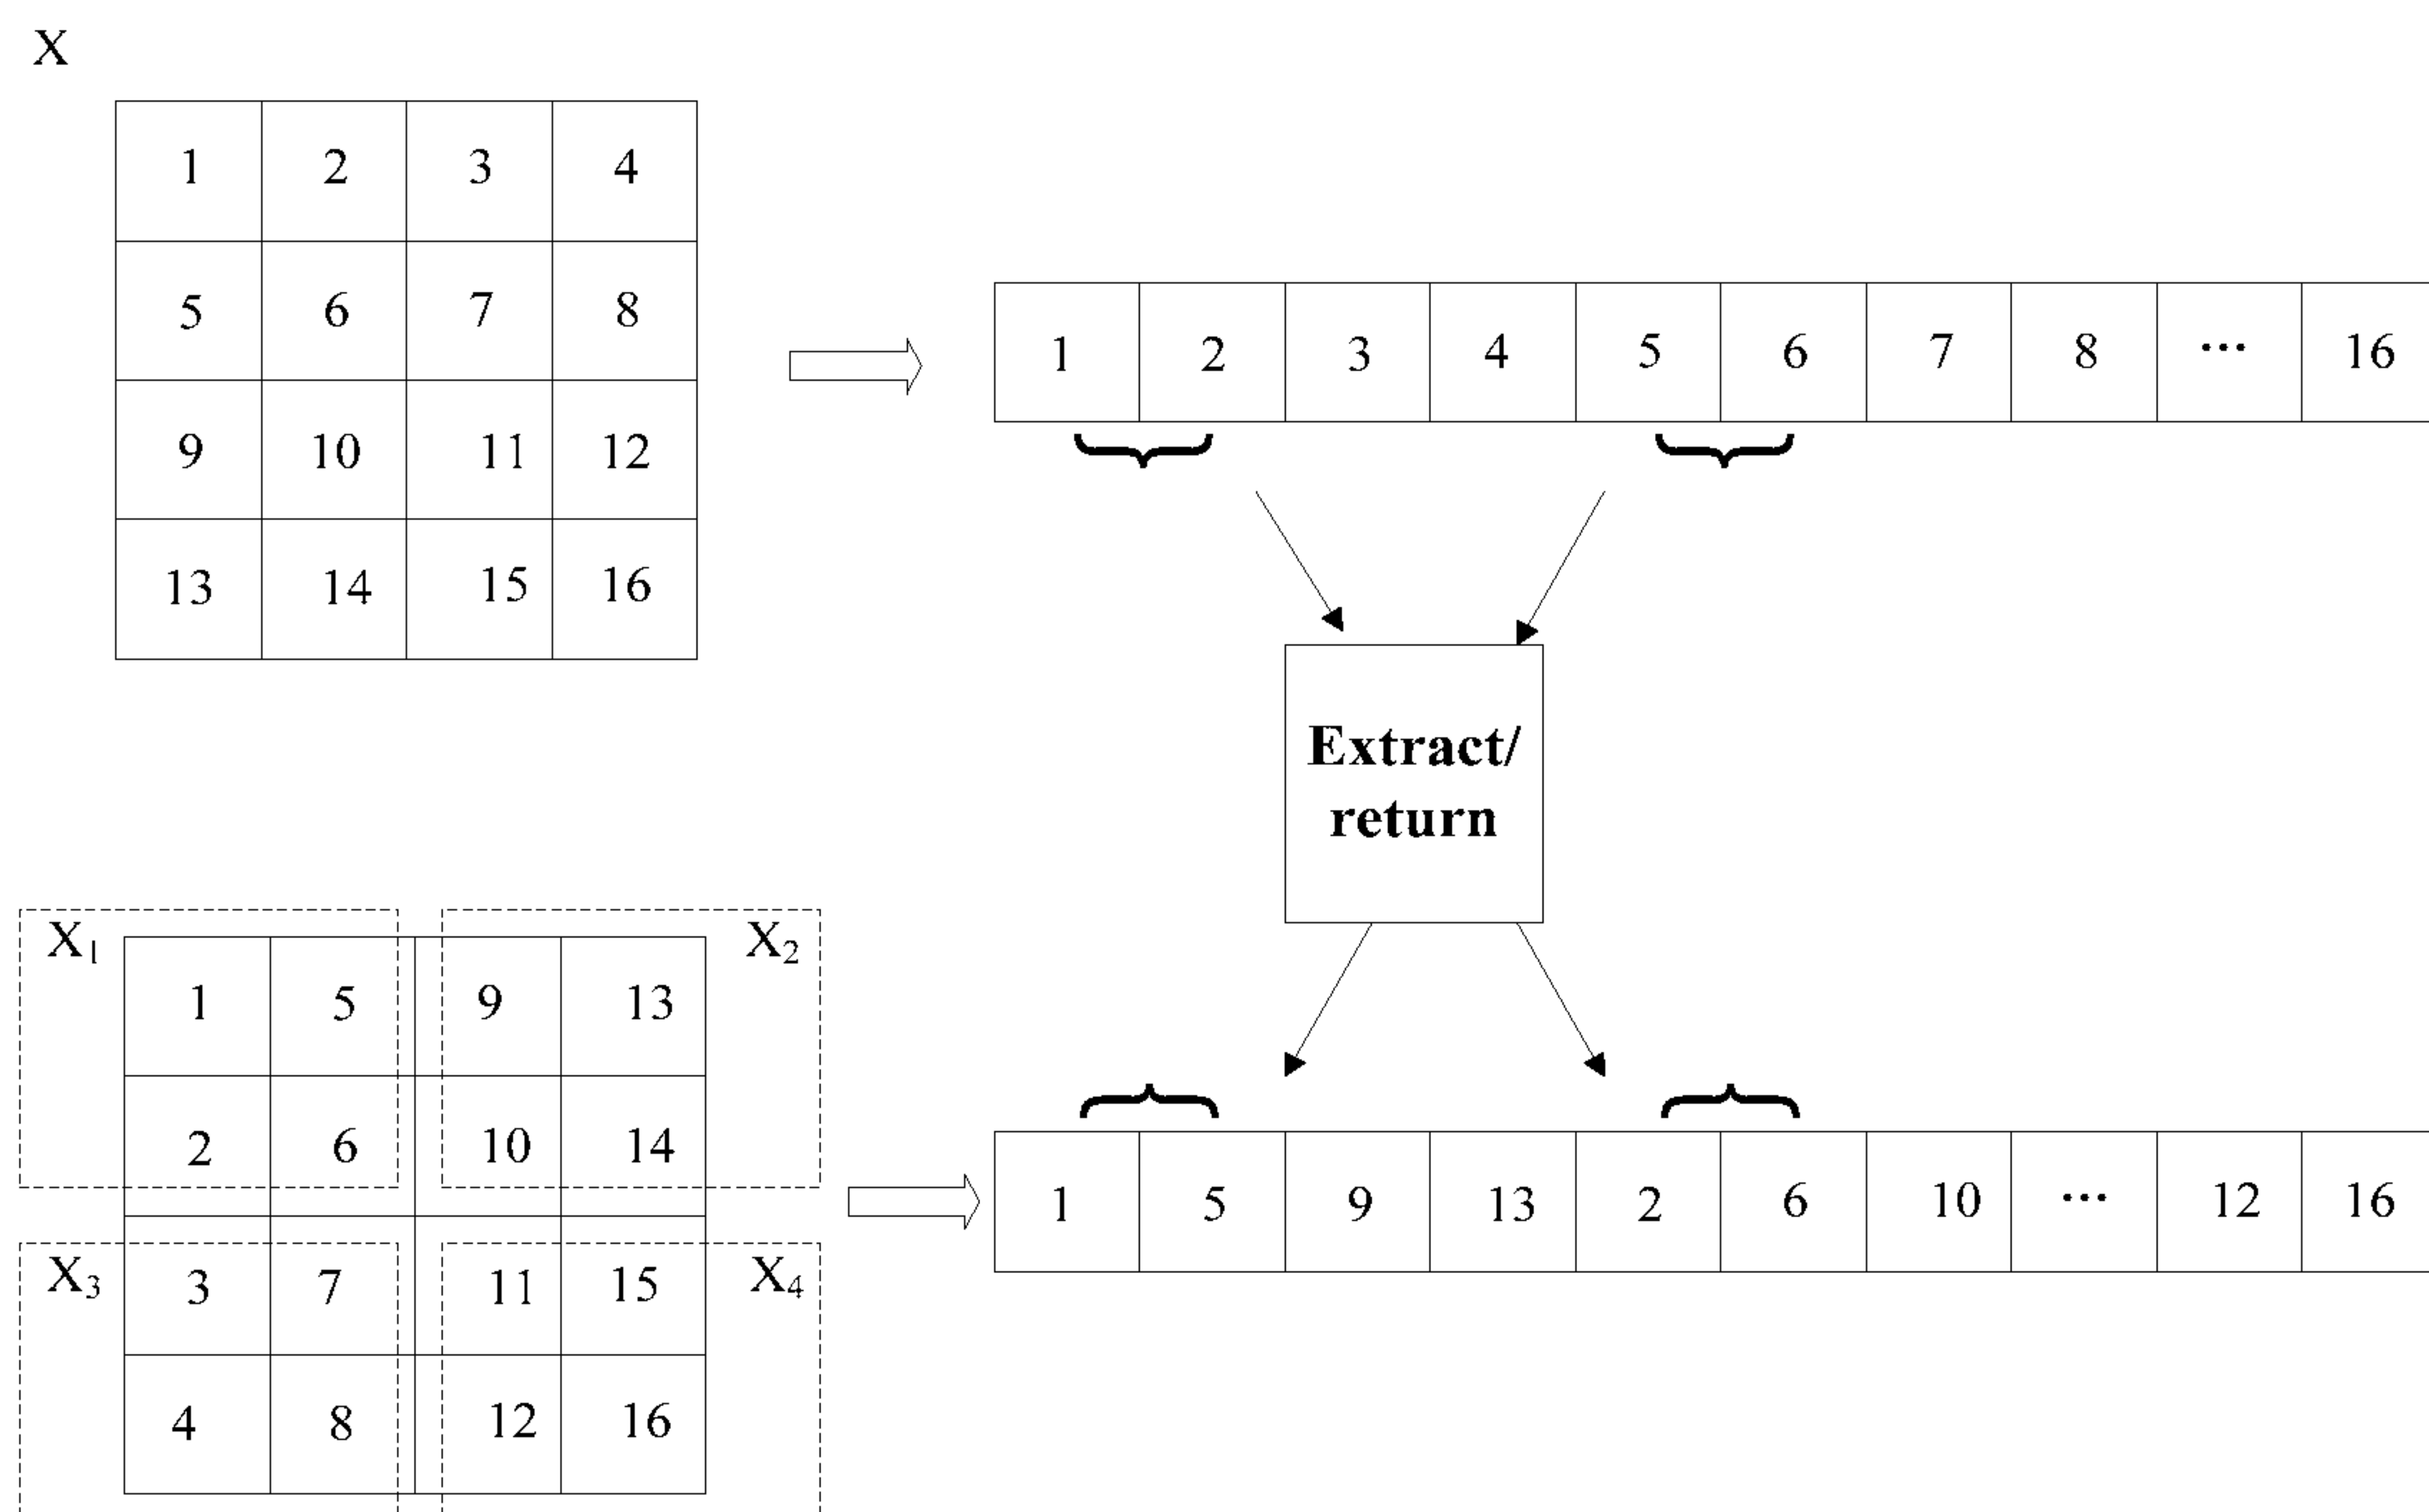 X
1 2 3 4
5 6 7 8
9 10 11 12
13 14 15 16
1 2 3 4 5 6 7 8 ··· 16
Extract/
return
X1 X2
1 5 9 13
2 6 10 14
X3 X4
3 7 11 15
4 8 12 16
1 5 9 13 2 6 10 ··· 12 16